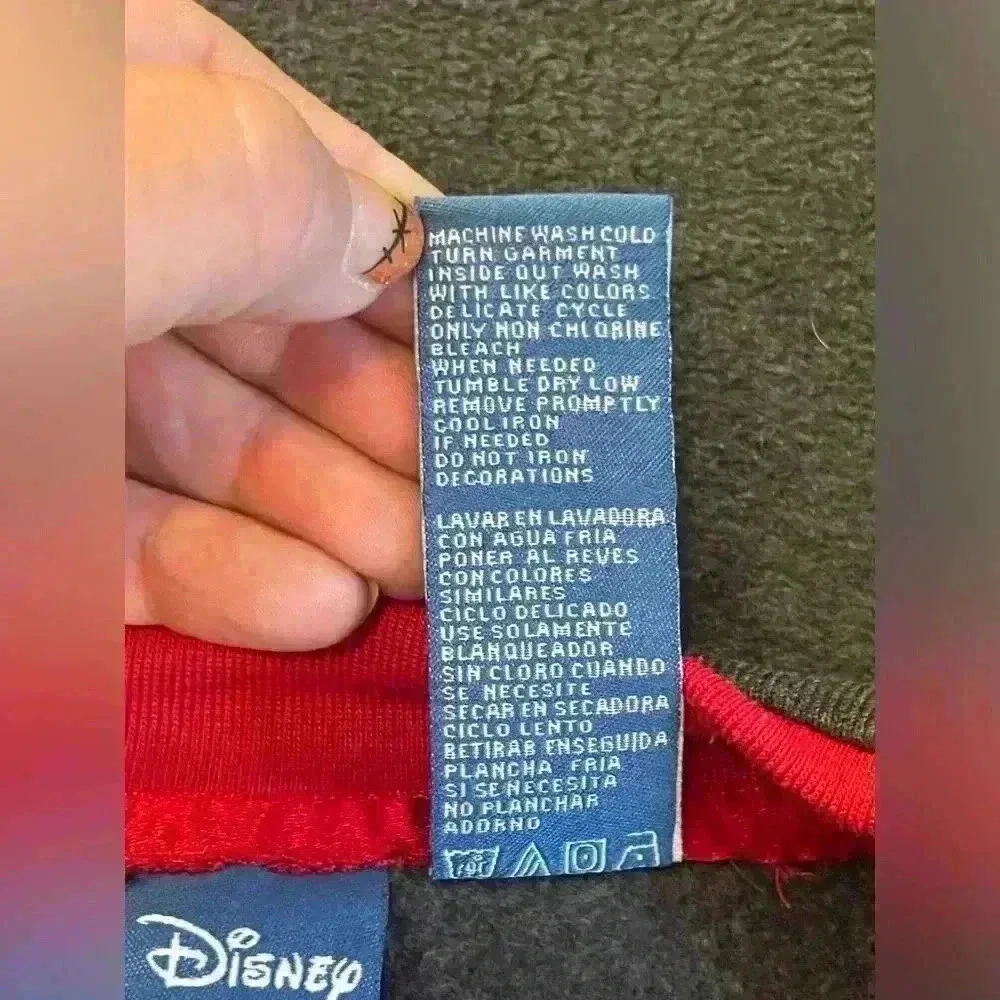 MACHINE WASH COLD
TURN GARMENT
INSIDE OUT WASH
WITH LIKE COLORS
DELICATE CYCLE
ONLY NON CHLORINE
BLEACH
WHEN NEEDED
TUMBLE DRY LOW
REMOVE PROMPTLY
COOL IRON
IF NEEDED
DO NOT IRON
DECORATIONS
LAVAR EN LAVADORA
CON AGUA FRIA
PONER AL REVES
CON COLORES
SIMILARES
CICLO DELICADO
USE SOLAMENTE
BLANQUEADOR
SIN CLORO CUANDO
SE NECESITE
SECAR EN SECADORA
CICLO LENTO
RETIRAR ENSEGUIDA
PLANCHA FRIA
SI SE NECESITA
NO PLANCHAR
ADORNO
DISNEY